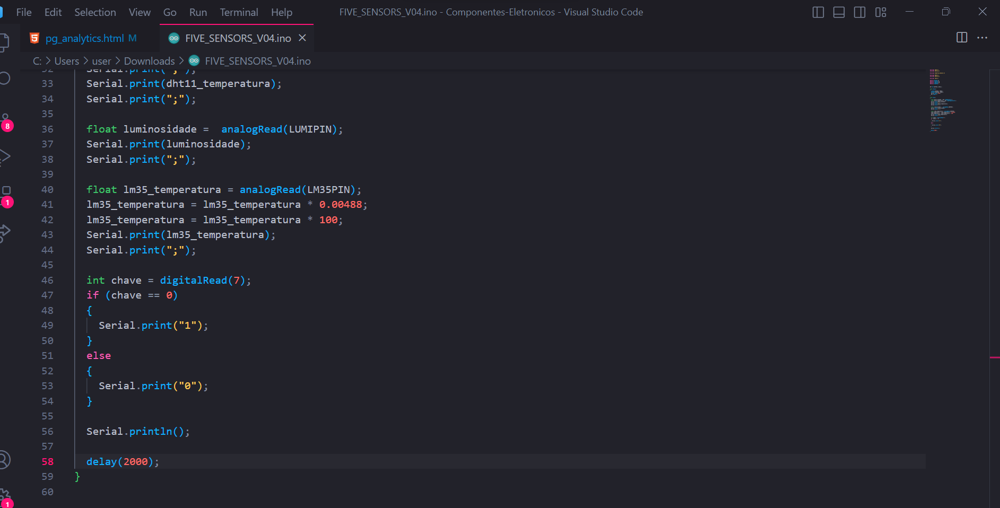 File Edit Selection View Go Run Terminal Help FIVE_SENSORS_V04.ino - Componentes-Eletronicos - Visual Studio Code
pg_analytics.html M FIVE_SENSORS_V04.ino
C: > Users > user > Downloads > FIVE_SENSORS_V04.ino
32 Serial.print(";");
33 Serial.print(dht11_temperatura);
34 Serial.print(";");
35
36 float luminosidade =  analogRead(LUMIPIN);
37 Serial.print(luminosidade);
38 Serial.print(";");
39
40 float lm35_temperatura = analogRead(LM35PIN);
41 lm35_temperatura = lm35_temperatura * 0.00488;
42 lm35_temperatura = lm35_temperatura * 100;
43 Serial.print(lm35_temperatura);
44 Serial.print(";");
45
46 int chave = digitalRead(7);
47 if (chave == 0)
48 {
49 Serial.print("1");
50 }
51 else
52 {
53 Serial.print("0");
54 }
55
56 Serial.println();
57
58 delay(2000);
59 }
60
8
1
1